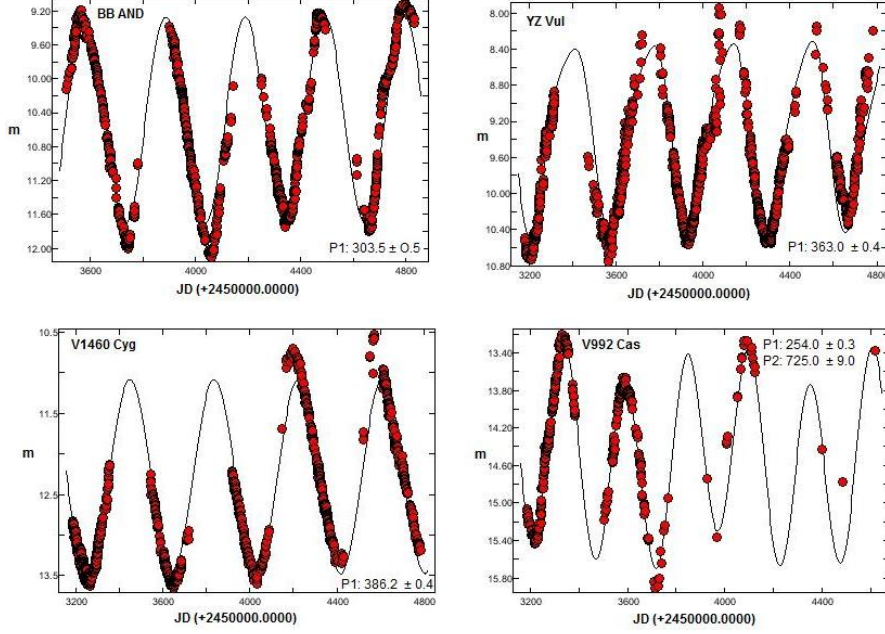 BB AND
9.20
9.60
10.00
10.40
10.80
11.20
11.60
12.00
m
3600
4000
4400
4800
P1: 303.5 ± 0.5
JD (+2450000.0000)
YZ Vul
8.00
8.40
8.80
9.20
9.60
10.00
10.40
10.80
m
3200
3600
4000
4400
4800
P1: 363.0 ± 0.4
JD (+2450000.0000)
V1460 Cyg
10.5
11.5
12.5
13.5
m
3200
3600
4000
4400
4800
P1: 386.2 ± 0.4
JD (+2450000.0000)
V992 Cas
P1: 254.0 ± 0.3
P2: 725.0 ± 9.0
13.40
13.80
14.20
14.60
15.00
15.40
15.80
m
3200
3600
4000
4400
JD (+2450000.0000)